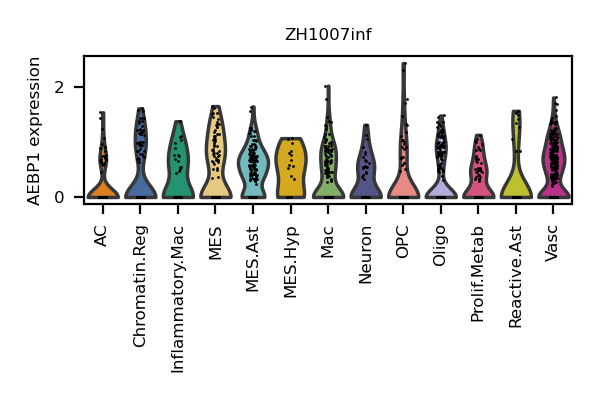 ZH1007inf
AEBP1 expression
2
0
AC
Chromatin.Reg
Inflammatory.Mac
MES
MES.Ast
MES.Hyp
Mac
Neuron
OPC
Oligo
Prolif.Metab
Reactive.Ast
Vasc